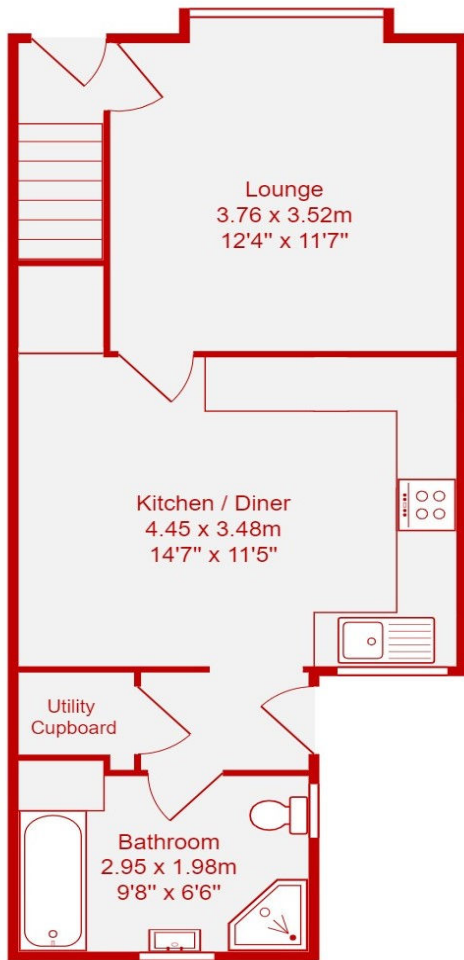 Lounge
3.76 x 3.52m
12'4" x 11'7"
Kitchen / Diner
4.45 x 3.48m
14'7" x 11'5"
Utility
Cupboard
Bathroom
2.95 x 1.98m
9'8" x 6'6"